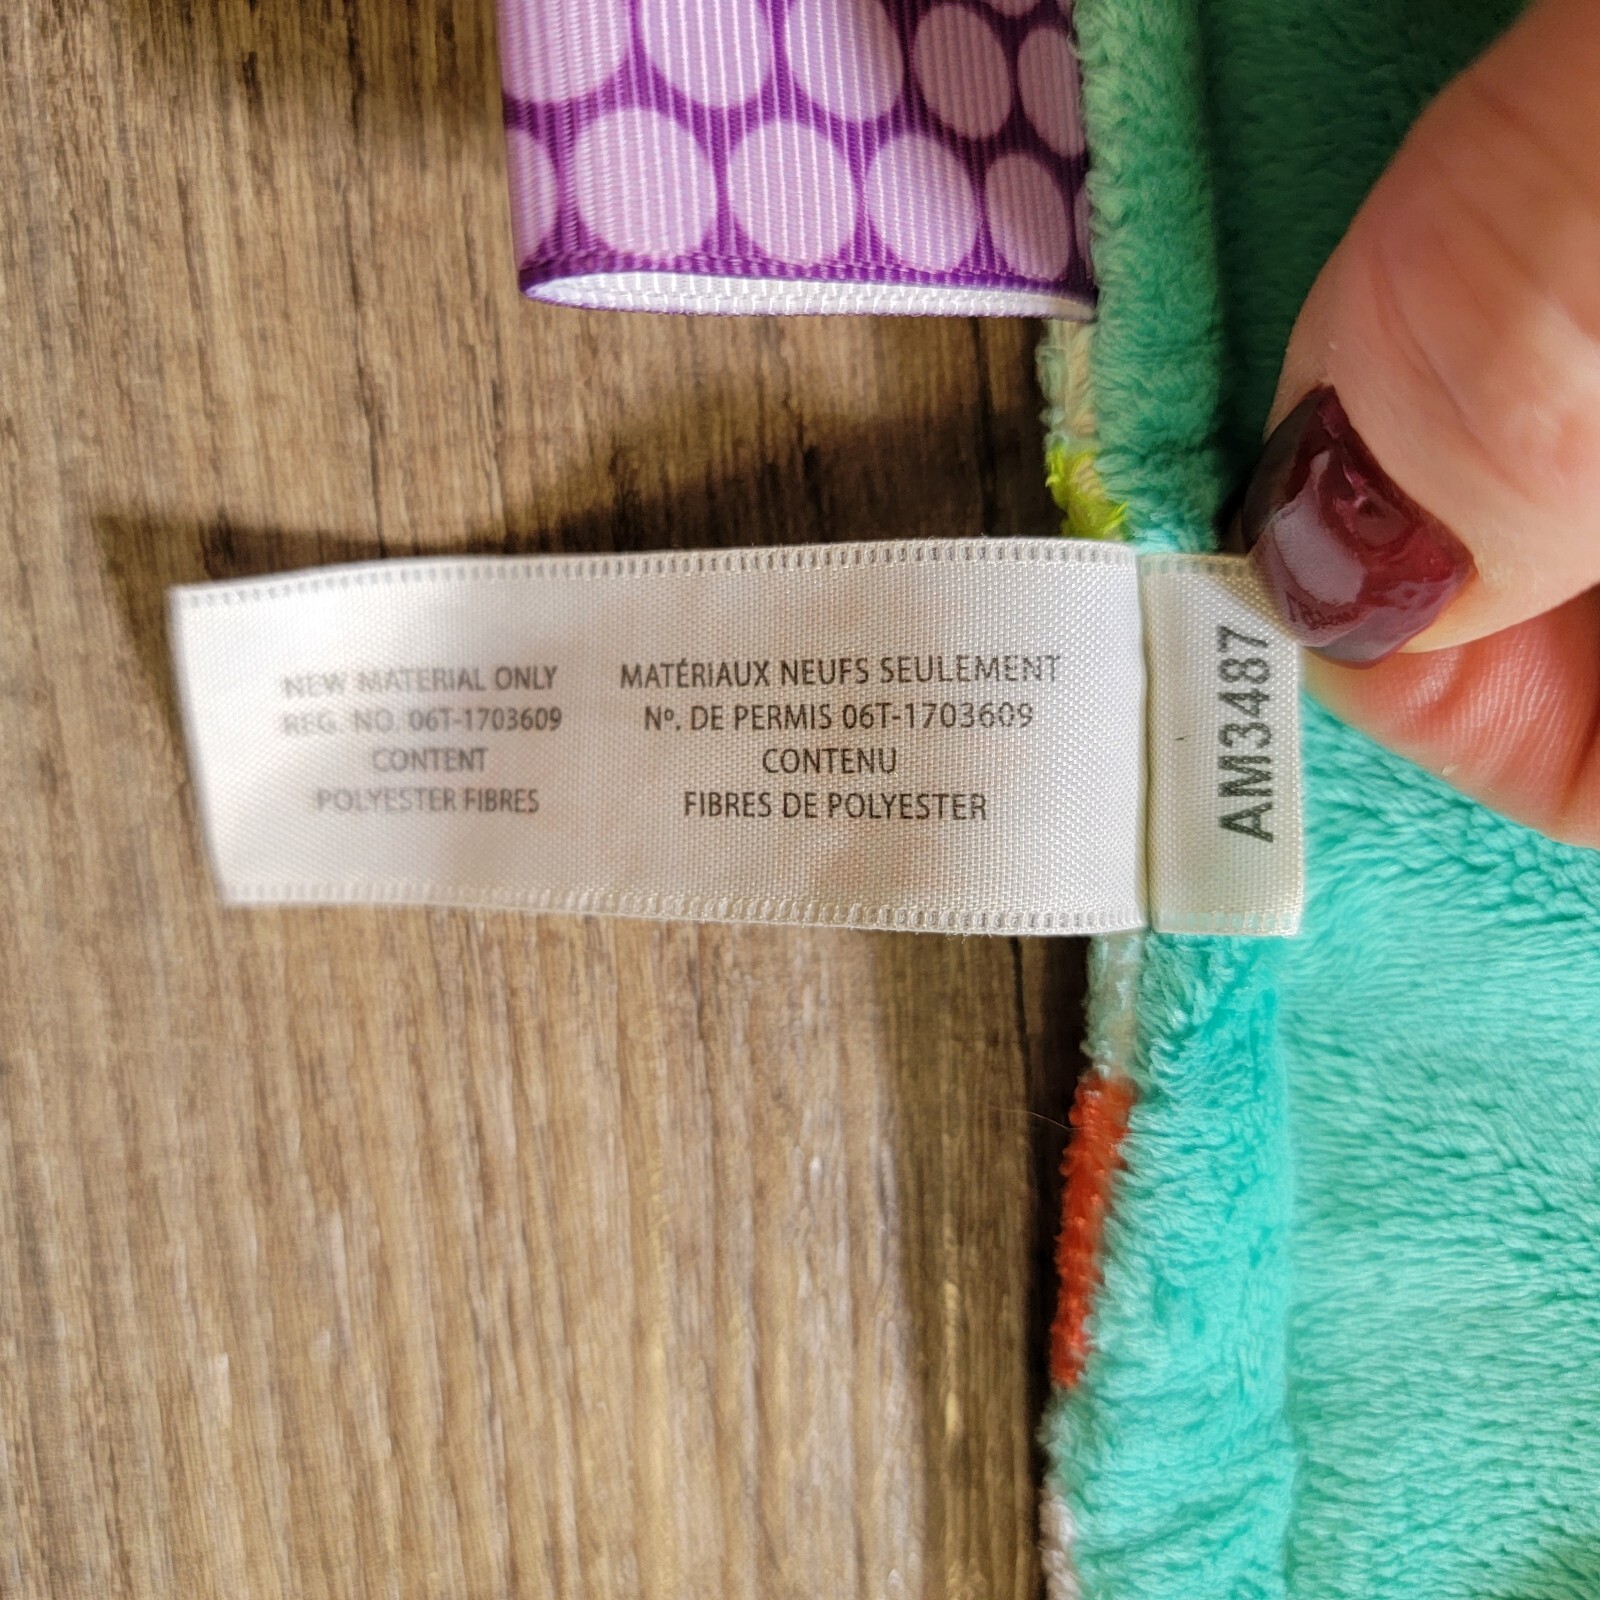 NEW MATERIAL ONLY
REG. NO. 06T-1703609
CONTENT
POLYESTER FIBRES
MATÉRIAUX NEUFS SEULEMENT
Nº. DE PERMIS 06T-1703609
CONTENU
FIBRES DE POLYESTER
AM3487